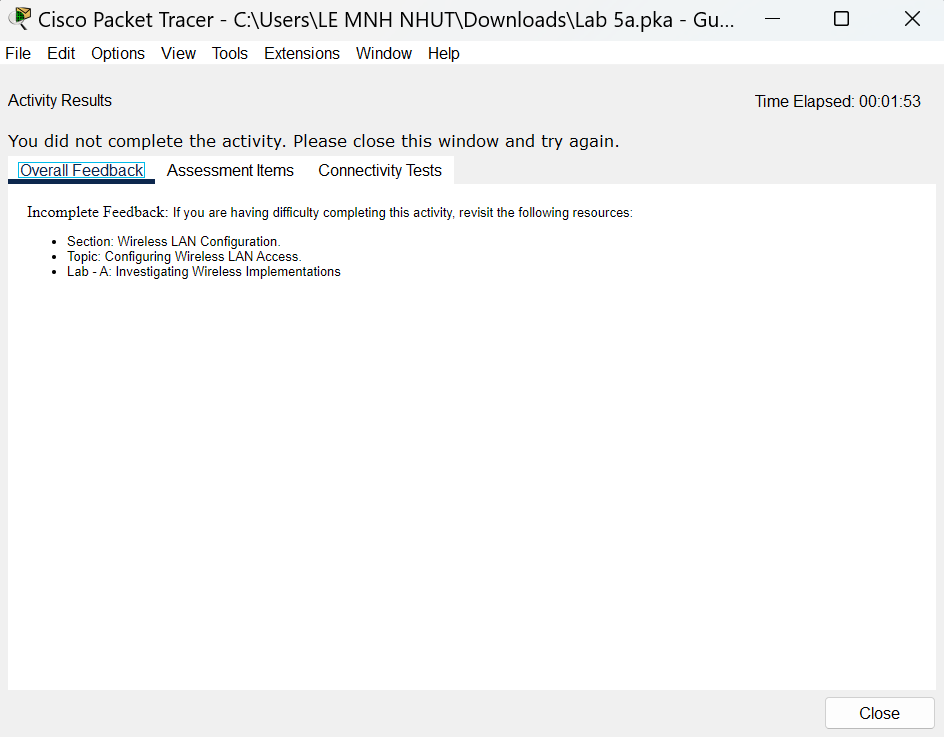 Cisco Packet Tracer - C:\Users\LE MNH NHUT\Downloads\Lab 5a.pka - Gu...
File Edit Options View Tools Extensions Window Help
Activity Results
Time Elapsed: 00:01:53
You did not complete the activity. Please close this window and try again.
Overall Feedback Assessment Items Connectivity Tests
Incomplete Feedback: If you are having difficulty completing this activity, revisit the following resources:
• Section: Wireless LAN Configuration.
• Topic: Configuring Wireless LAN Access.
• Lab - A: Investigating Wireless Implementations
Close